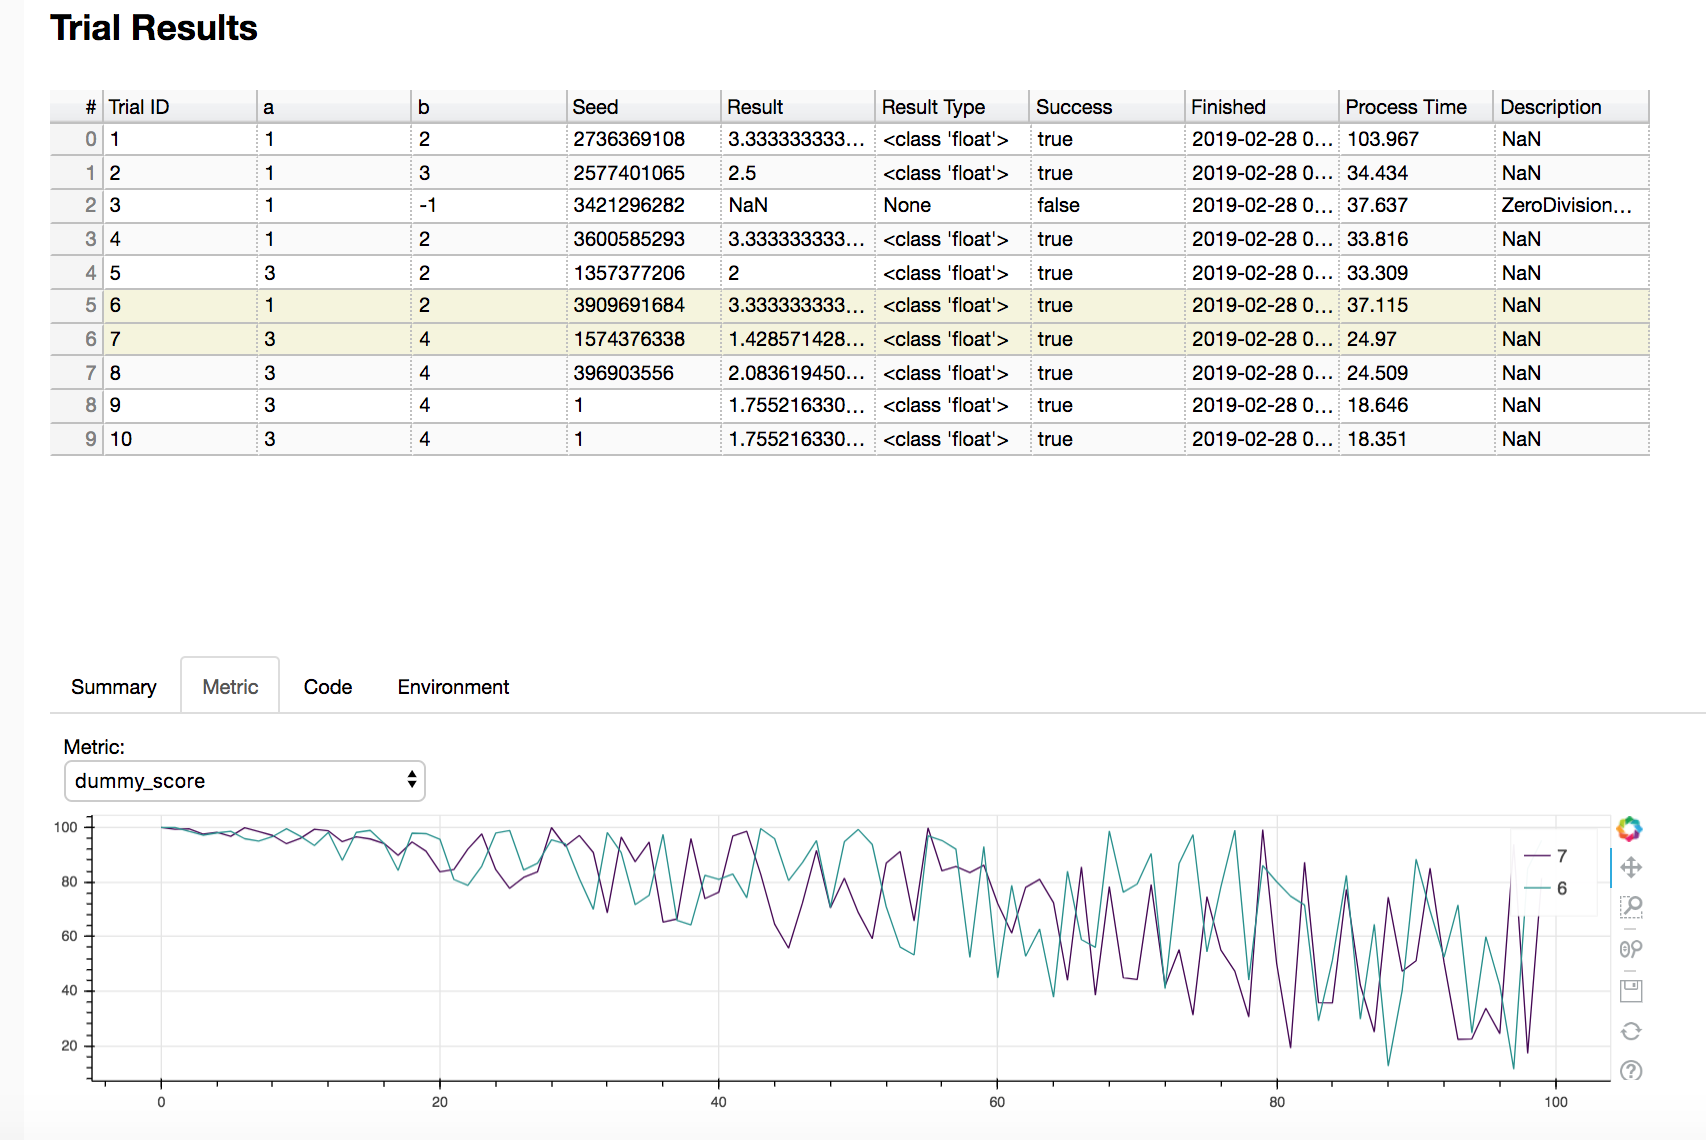 Trial Results
# Trial ID a b Seed Result Result Type Success Finished Process Time Description
0 1 1 2 2736369108 3.333333333... <class 'float'> true 2019-02-28 0... 103.967 NaN
1 2 1 3 2577401065 2.5 <class 'float'> true 2019-02-28 0... 34.434 NaN
2 3 1 -1 3421296282 NaN None false 2019-02-28 0... 37.637 ZeroDivision...
3 4 1 2 3600585293 3.333333333... <class 'float'> true 2019-02-28 0... 33.816 NaN
4 5 3 2 1357377206 2 <class 'float'> true 2019-02-28 0... 33.309 NaN
5 6 1 2 3909691684 3.333333333... <class 'float'> true 2019-02-28 0... 37.115 NaN
6 7 3 4 1574376338 1.428571428... <class 'float'> true 2019-02-28 0... 24.97 NaN
7 8 3 4 396903556 2.083619450... <class 'float'> true 2019-02-28 0... 24.509 NaN
8 9 3 4 1 1.755216330... <class 'float'> true 2019-02-28 0... 18.646 NaN
9 10 3 4 1 1.755216330... <class 'float'> true 2019-02-28 0... 18.351 NaN
Summary Metric Code Environment
Metric:
dummy_score
100
80
60
40
20
7
6
0 20 40 60 80 100